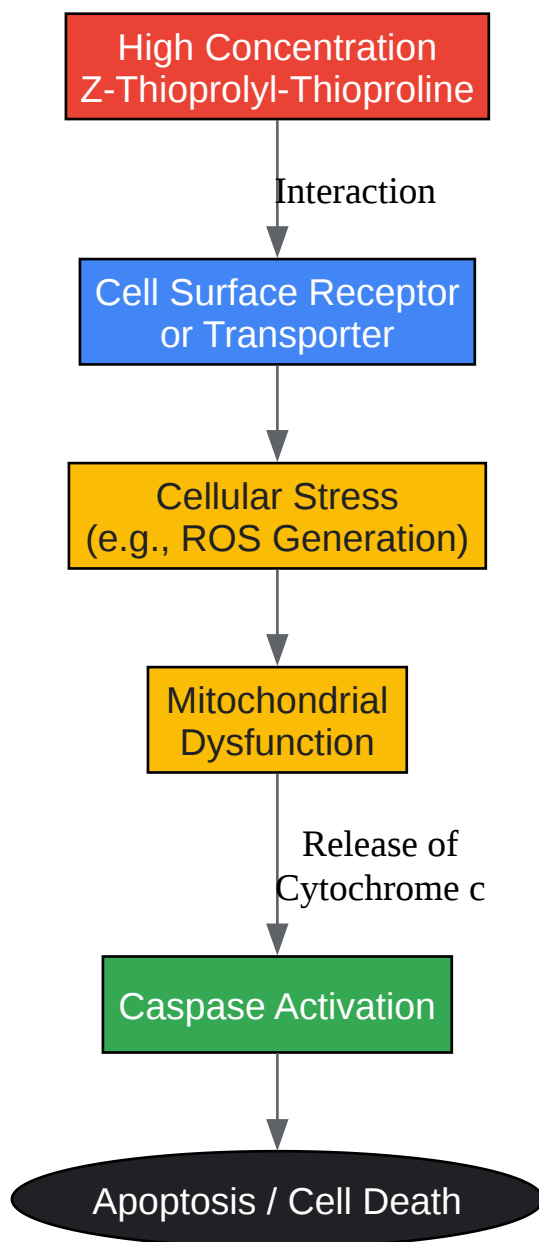 High Concentration
Z-Thioprolyl-Thioproline
Interaction
Cell Surface Receptor
or Transporter
Cellular Stress
(e.g., ROS Generation)
Mitochondrial
Dysfunction
Release of
Cytochrome c
Caspase Activation
Apoptosis / Cell Death